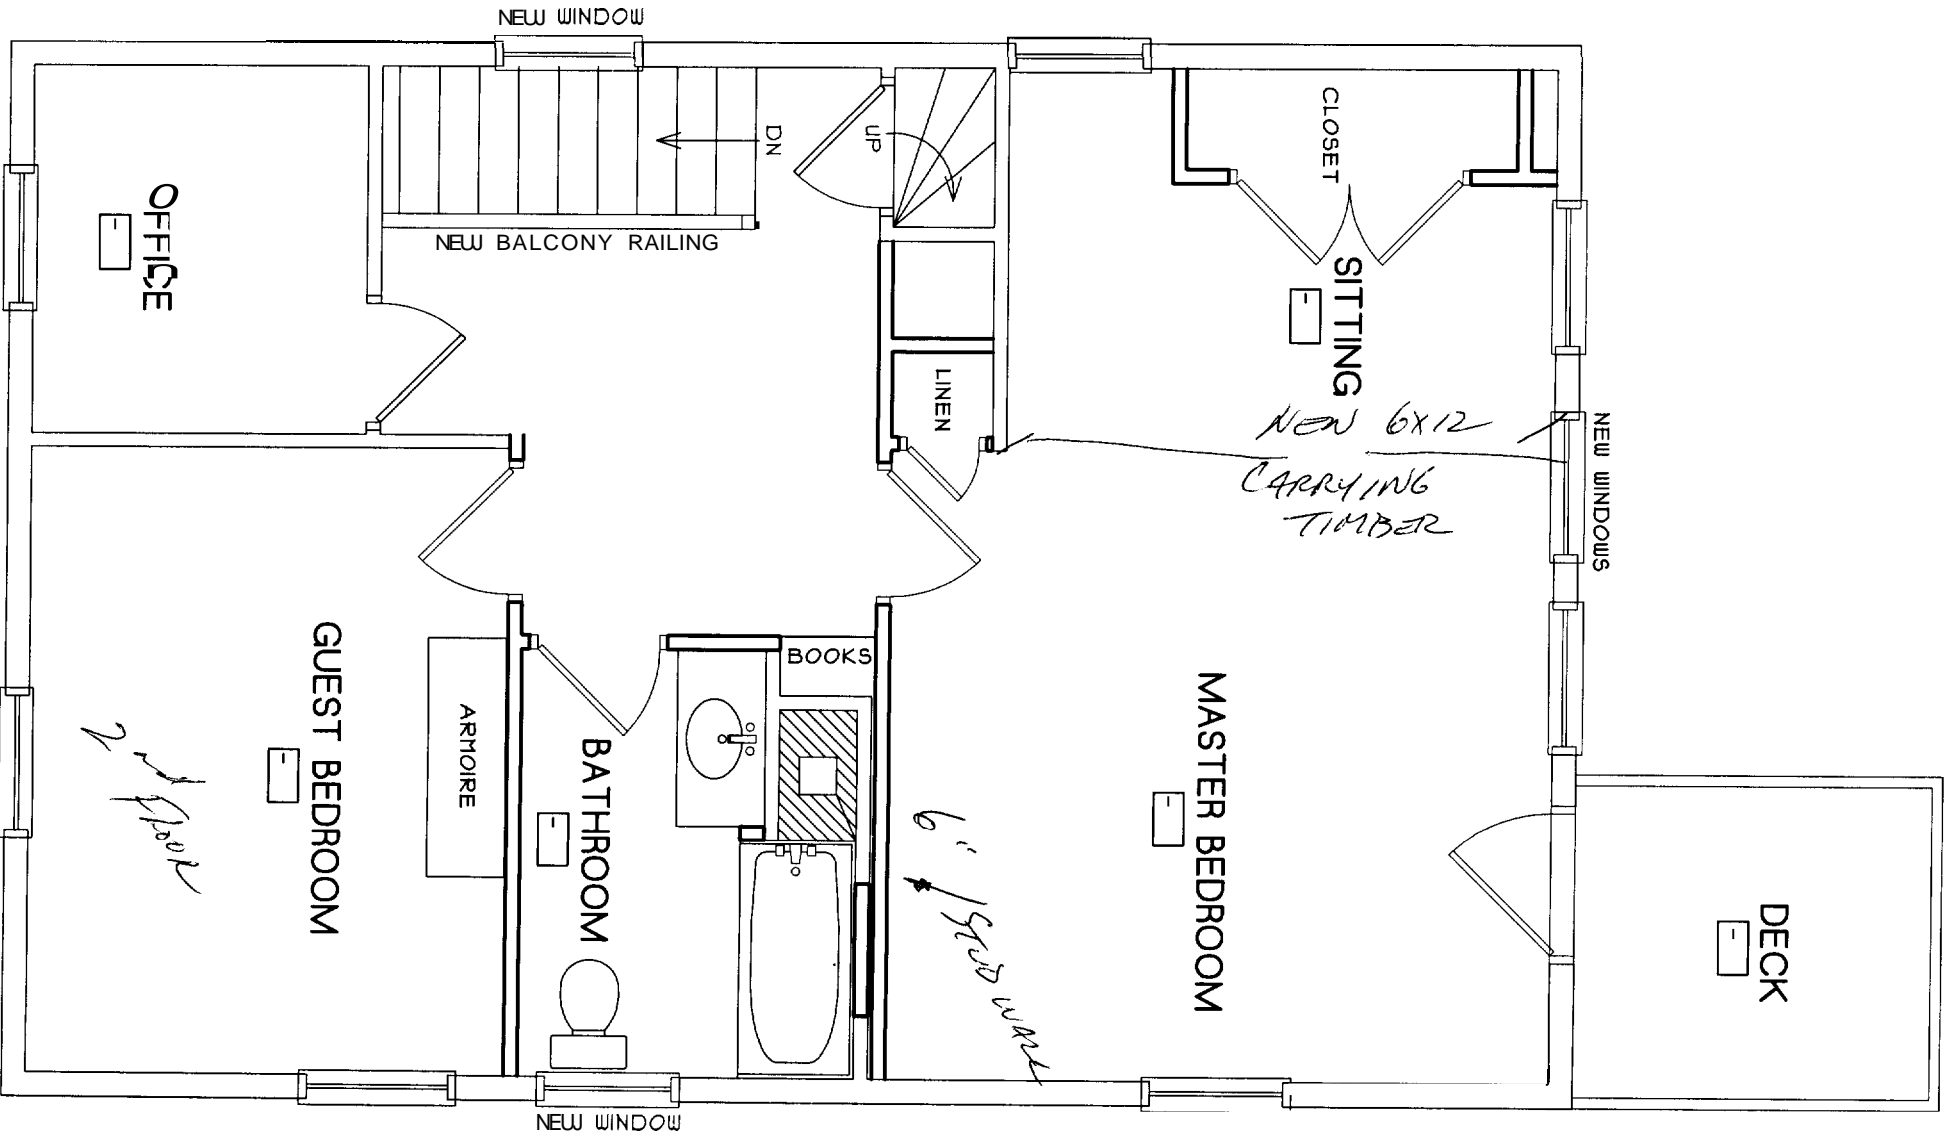 NEW WINDOW
DN
UP
CLOSET
OFFICE
NEW BALCONY RAILING
SITTING
LINEN
NEW 6X12
CARRYING
TIMBER
NEW WINDOWS
GUEST BEDROOM
ARMOIRE
BATHROOM
BOOKS
MASTER BEDROOM
2nd Floor
6" STUD WALL
DECK
NEW WINDOW